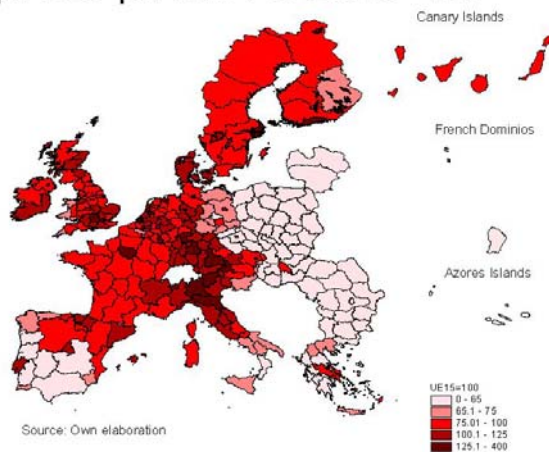 Canary Islands
French Dominios
Azores Islands
UE15=100
0 - 65
65.1 - 75
75.01 - 100
100.1 - 125
125.1 - 400
Source: Own elaboration